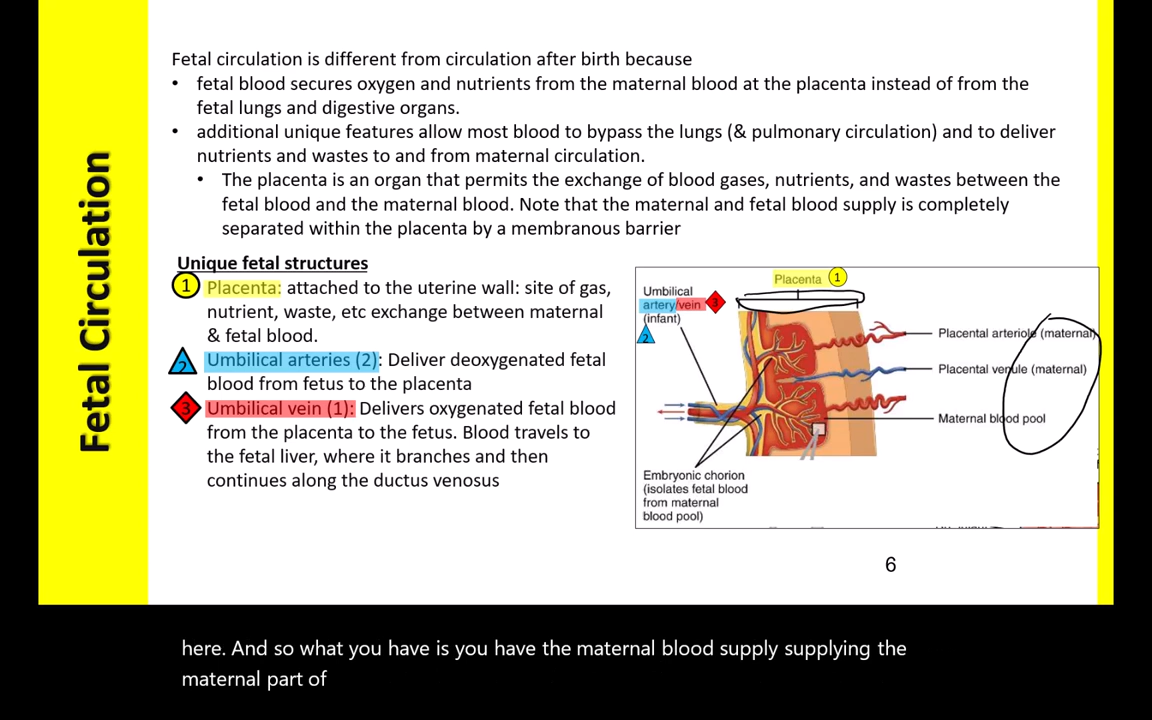 Fetal Circulation
Fetal circulation is different from circulation after birth because
• fetal blood secures oxygen and nutrients from the maternal blood at the placenta instead of from the
fetal lungs and digestive organs.
• additional unique features allow most blood to bypass the lungs (& pulmonary circulation) and to deliver
nutrients and wastes to and from maternal circulation.
• The placenta is an organ that permits the exchange of blood gases, nutrients, and wastes between the
fetal blood and the maternal blood. Note that the maternal and fetal blood supply is completely
separated within the placenta by a membranous barrier
Unique fetal structures
1 Placenta: attached to the uterine wall: site of gas,
nutrient, waste, etc exchange between maternal
& fetal blood.
2 Umbilical arteries (2): Deliver deoxygenated fetal
blood from fetus to the placenta
3 Umbilical vein (1): Delivers oxygenated fetal blood
from the placenta to the fetus. Blood travels to
the fetal liver, where it branches and then
continues along the ductus venosus
Placenta 1
Umbilical
artery/vein 3
(infant)
2
Placental arteriole (maternal)
Placental venule (maternal)
Maternal blood pool
Embryonic chorion
(isolates fetal blood
from maternal
blood pool)
6
here. And so what you have is you have the maternal blood supply supplying the
maternal part of